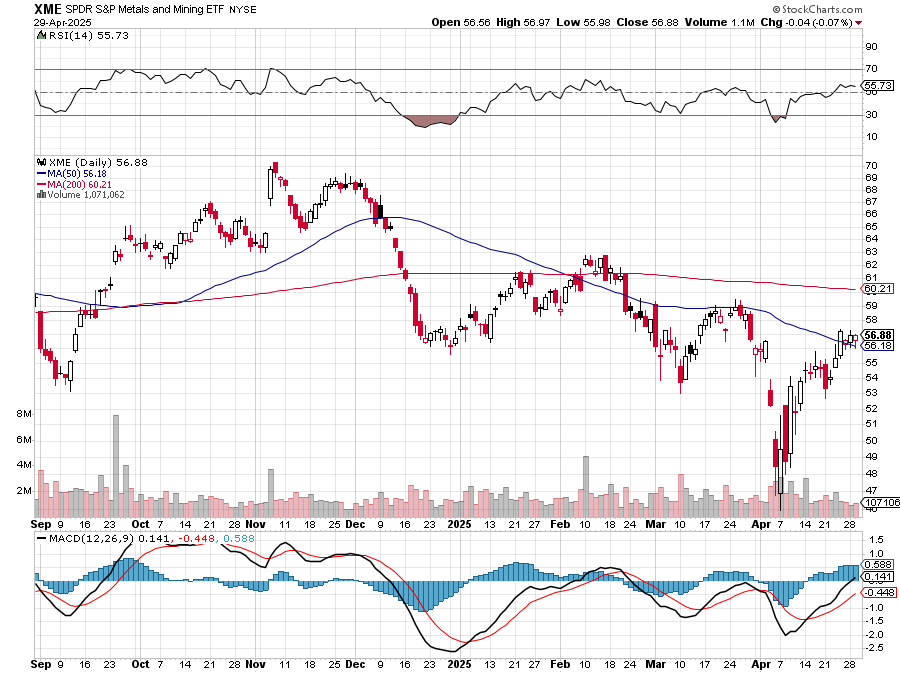 XME SPDR S&P Metals and Mining ETF NYSE
© StockCharts.com
29-Apr-2025
Open 56.56 High 56.97 Low 55.98 Close 56.88 Volume 1.1M Chg -0.04 (-0.07%)
RSI(14) 55.73
90
70
55.73
50
30
10
XME (Daily) 56.88
MA(50) 56.18
MA(200) 60.21
Volume 1,071,062
70
69
68
67
66
65
64
63
62
61
60.21
59
58
56.88
56.18
55
54
53
52
51
50
49
48
47
46
8M
6M
4M
2M
107106
Sep 9 16 23 Oct 7 14 21 28 Nov 11 18 25 Dec 9 16 23 2025 13 21 27 Feb 10 18 24 Mar 10 17 24 Apr 7 14 21 28
MACD(12,26,9) 0.141, -0.448, 0.588
1.5
1.0
0.588
0.141
-0.448
-1.0
-1.5
-2.0
-2.5
Sep 9 16 23 Oct 7 14 21 28 Nov 11 18 25 Dec 9 16 23 2025 13 21 27 Feb 10 18 24 Mar 10 17 24 Apr 7 14 21 28